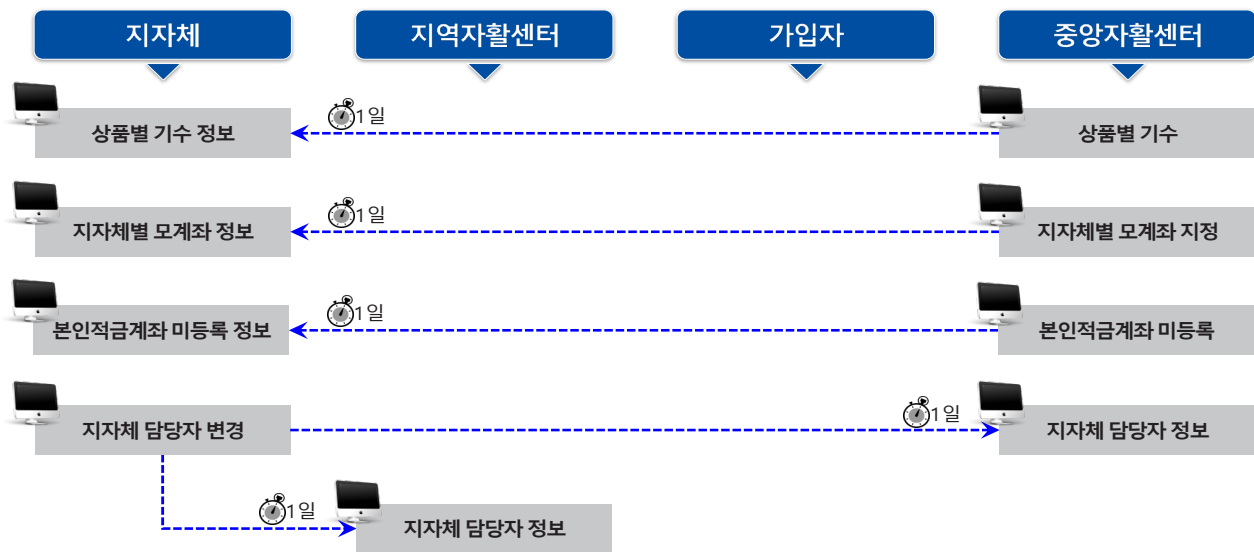 지자체
지역자활센터
가입자
중앙자활센터
상품별 기수 정보
1일
상품별 기수
지자체별 모계좌 정보
1일
지자체별 모계좌 지정
본인적금계좌 미등록 정보
1일
본인적금계좌 미등록
지자체 담당자 변경
1일
지자체 담당자 정보
1일
지자체 담당자 정보